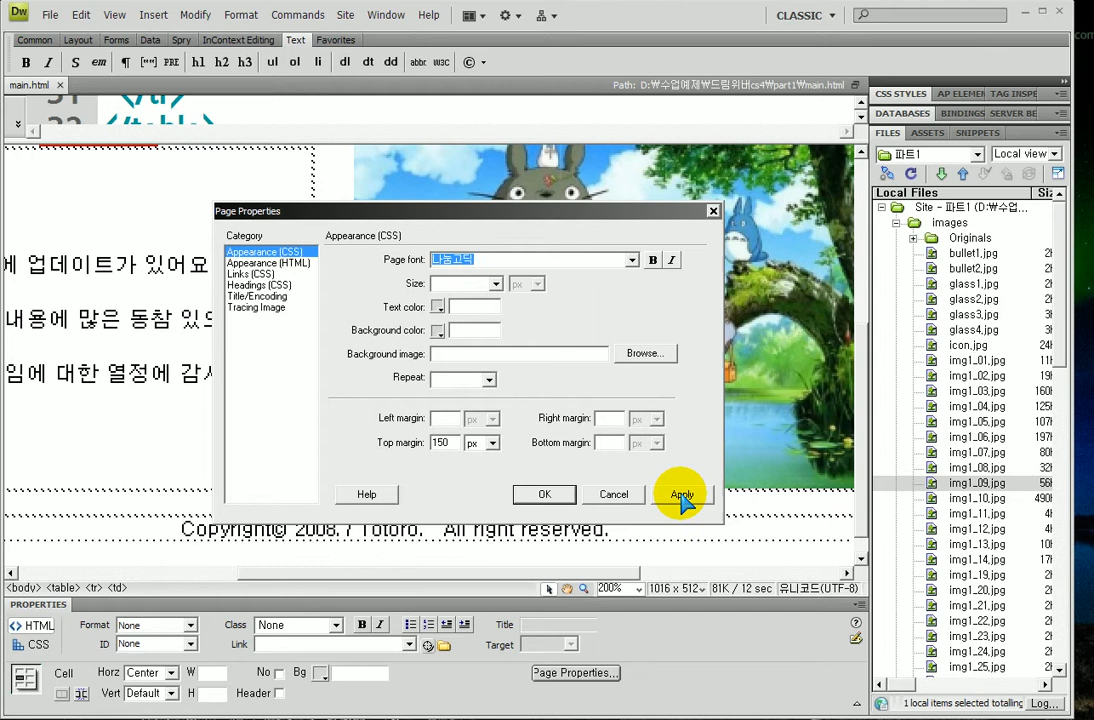 Dw File Edit View Insert Modify Format Commands Site Window Help CLASSIC
Common Layout Forms Data Spry InContext Editing Text Favorites
B I S em ¶ [""] PRE h1 h2 h3 ul ol li dl dt dd abbr. W3C ©
main.html Path: D:₩수업예제₩드림위버cs4₩part1₩main.html
</table>
에 업데이트가 있어요
내용에 많은 동참 있으
임에 대한 열정에 감사
Copyright© 2008.7 Totoro. All right reserved.
Page Properties
Category
Appearance (CSS)
Appearance (HTML)
Links (CSS)
Headings (CSS)
Title/Encoding
Tracing Image
Appearance (CSS)
Page font: 나눔고딕 B I
Size: px
Text color:
Background color:
Background image: Browse...
Repeat:
Left margin: px Right margin: px
Top margin: 150 px Bottom margin: px
Help OK Cancel Apply
<body> <table> <tr> <td> 200% 1016 x 512 81K / 12 sec 유니코드(UTF-8)
PROPERTIES
<> HTML Format None Class None B I Title
CSS ID None Link Target
Cell Horz Center W No Bg Page Properties...
Vert Default H Header
CSS STYLES AP ELEMEN TAG INSPE
DATABASES BINDINGS SERVER BE
FILES ASSETS SNIPPETS
파트1 Local view
Local Files Siz
Site - 파트1 (D:₩수업...
images
Originals
bullet1.jpg 2k
bullet2.jpg
glass1.jpg
glass2.jpg
glass3.jpg
glass4.jpg
icon.jpg
img1_01.jpg
img1_02.jpg
img1_03.jpg
img1_04.jpg
img1_05.jpg
img1_06.jpg
img1_07.jpg
img1_08.jpg
img1_09.jpg
img1_10.jpg
img1_11.jpg
img1_12.jpg
img1_13.jpg
img1_14.jpg
img1_19.jpg
img1_20.jpg
img1_21.jpg
img1_22.jpg
img1_23.jpg
img1_24.jpg
img1_25.jpg
1 local items selected totalling Log...